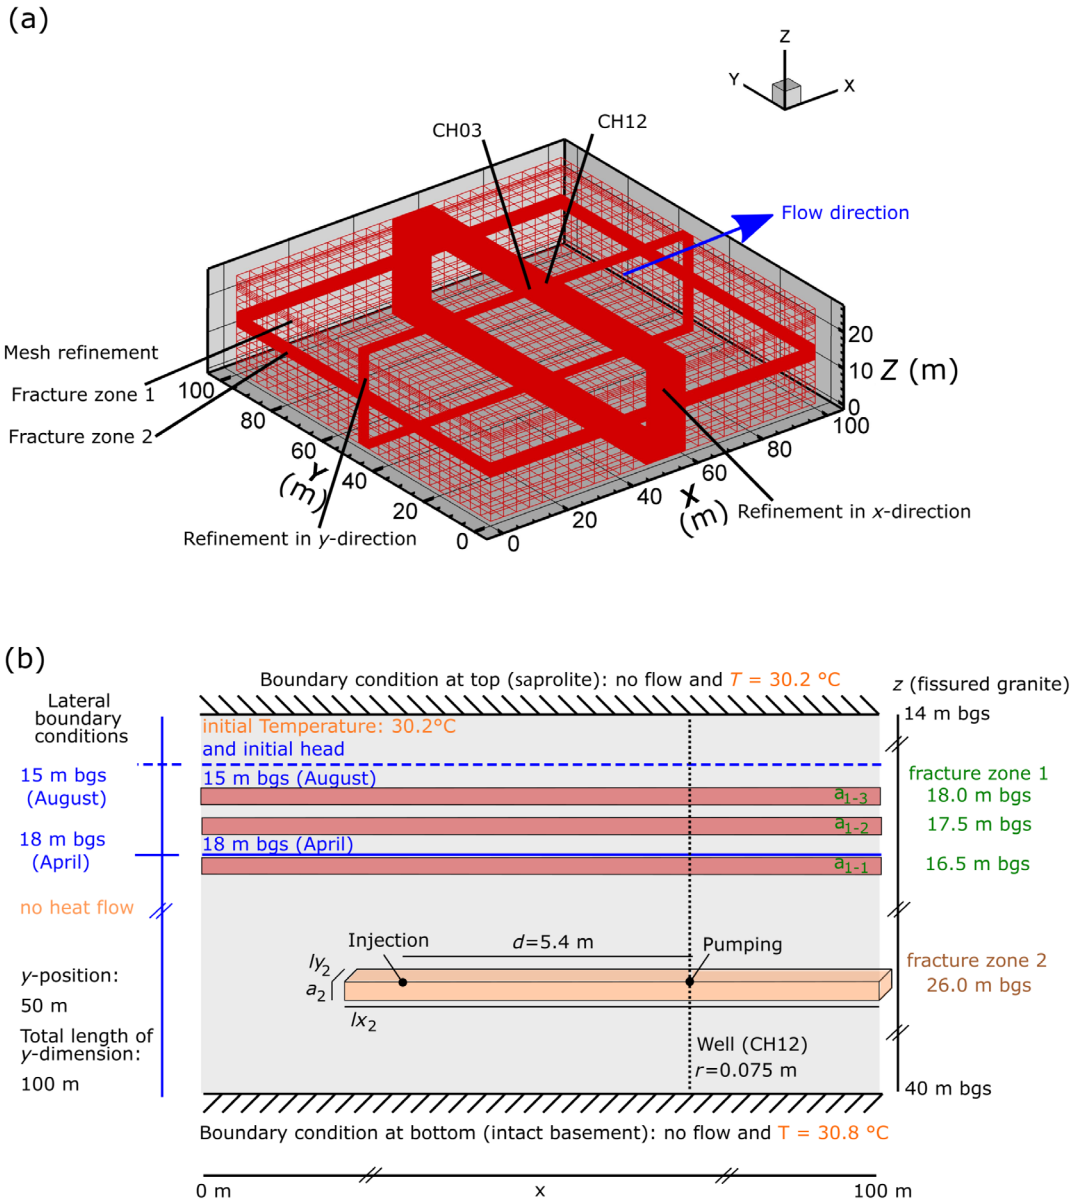 (a)
Z
Y
X
CH03
CH12
Flow direction
Mesh refinement
Fracture zone 1
Fracture zone 2
20
10
0
Z (m)
100
80
60
40
20
0
Y
(m)
0
20
40
60
80
100
X
(m)
Refinement in y-direction
Refinement in x-direction
(b)
Boundary condition at top (saprolite): no flow and T = 30.2 °C
z (fissured granite)
14 m bgs
Lateral
boundary
conditions
initial Temperature: 30.2°C
and initial head
15 m bgs
(August)
15 m bgs (August)
fracture zone 1
a1-3
18.0 m bgs
a1-2
17.5 m bgs
18 m bgs
(April)
18 m bgs (April)
a1-1
16.5 m bgs
no heat flow
Injection
d=5.4 m
Pumping
ly2
a2
lx2
fracture zone 2
26.0 m bgs
y-position:
50 m
Total length of
y-dimension:
100 m
Well (CH12)
r=0.075 m
40 m bgs
Boundary condition at bottom (intact basement): no flow and T = 30.8 °C
0 m
x
100 m